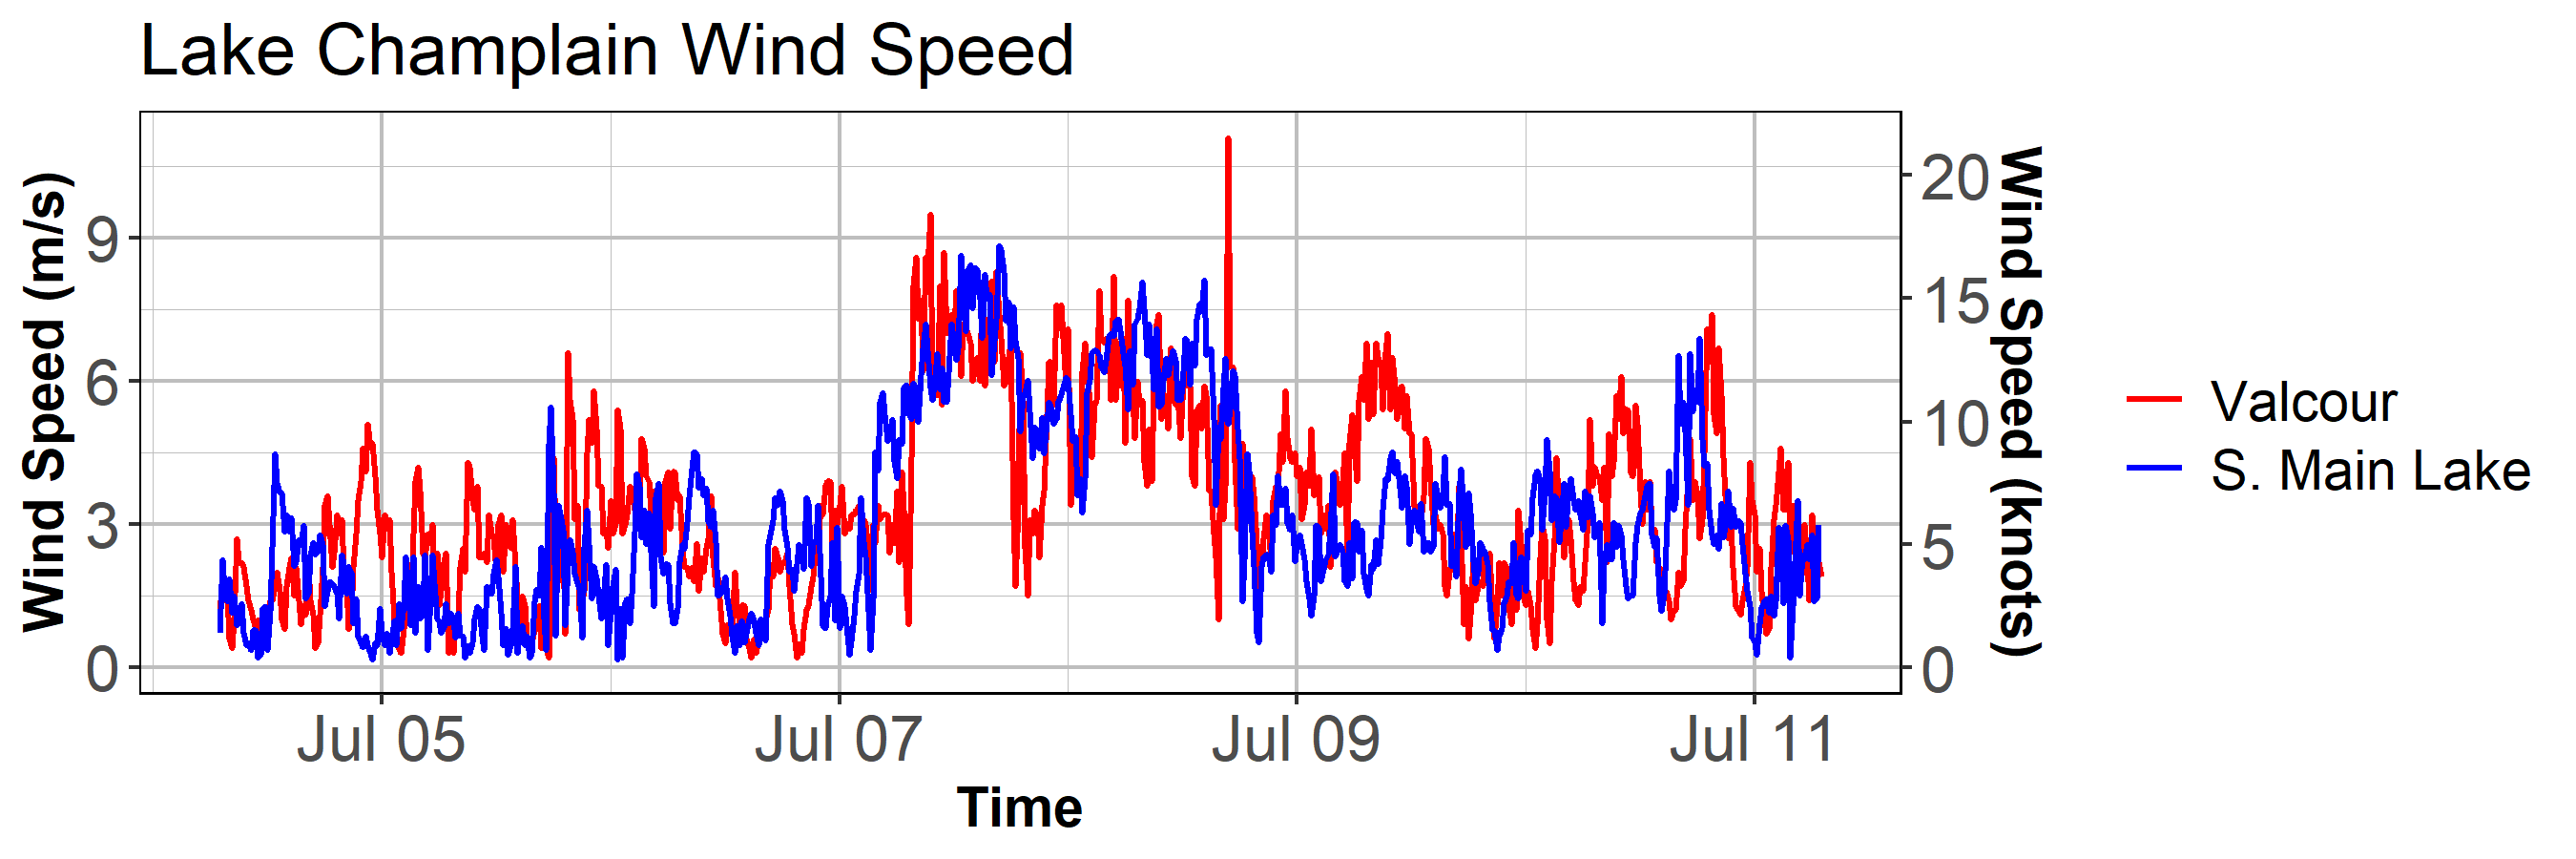 Lake Champlain Wind Speed
Wind Speed (m/s)
9
6
3
0
20
15
10
5
0
Wind Speed (knots)
Jul 05
Jul 07
Jul 09
Jul 11
Time
Valcour
S. Main Lake